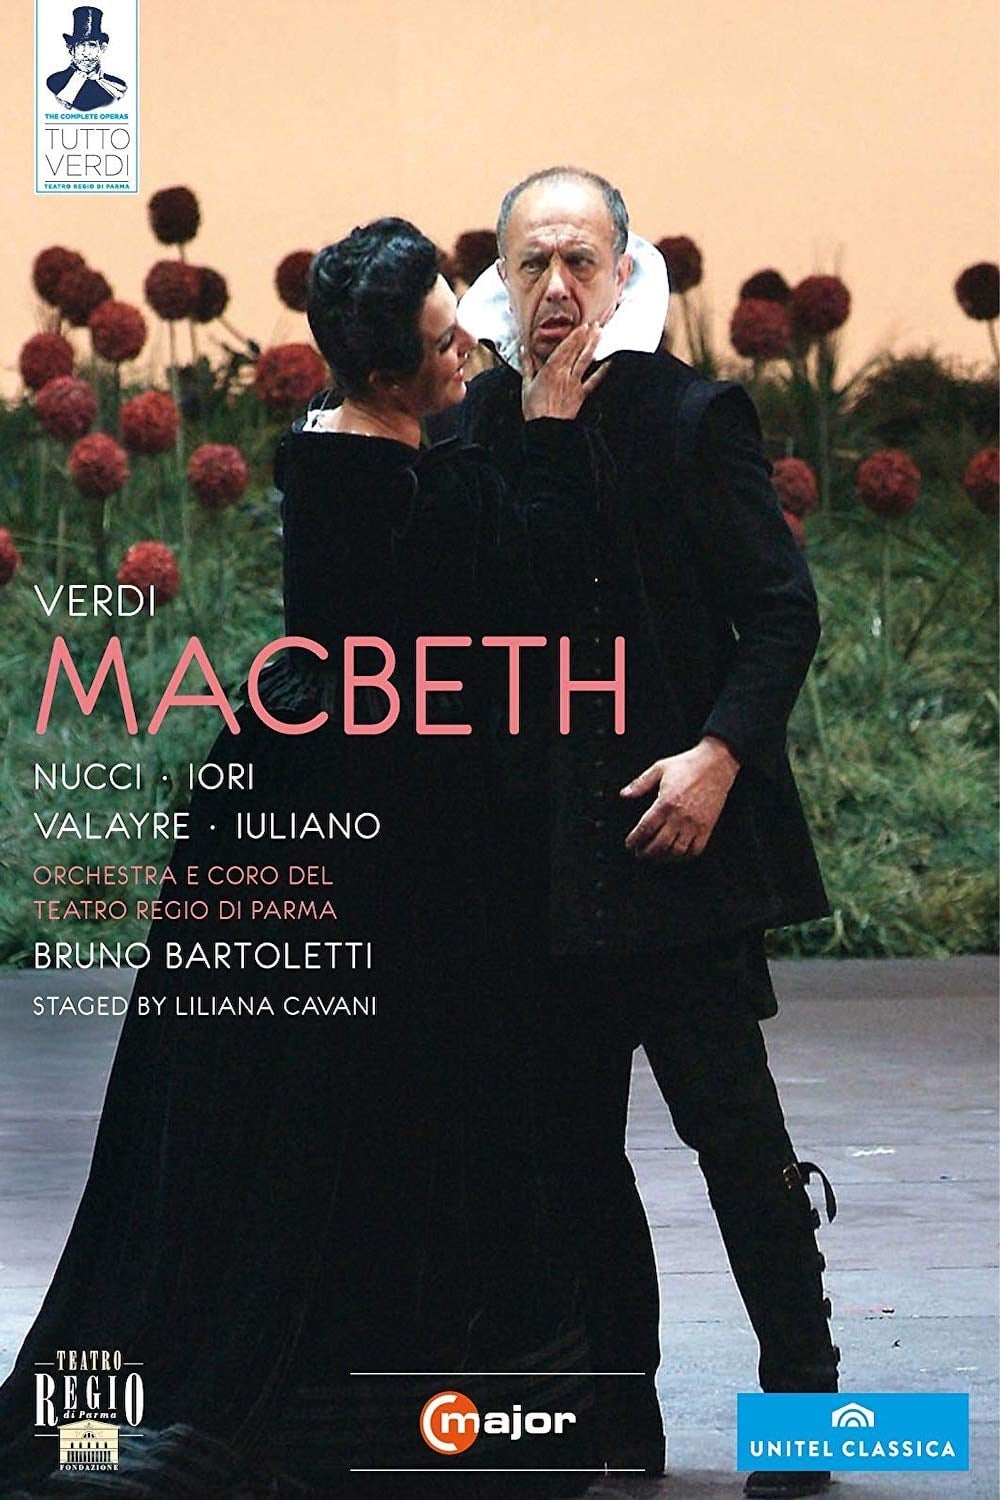 THE COMPLETE OPERAS
TUTTO
VERDI
TEATRO REGIO DI PARMA
VERDI
MACBETH
NUCCI · IORI
VALAYRE · IULIANO
ORCHESTRA E CORO DEL
TEATRO REGIO DI PARMA
BRUNO BARTOLETTI
STAGED BY LILIANA CAVANI
TEATRO
REGIO
di Parma
FONDAZIONE
major
UNITEL CLASSICA